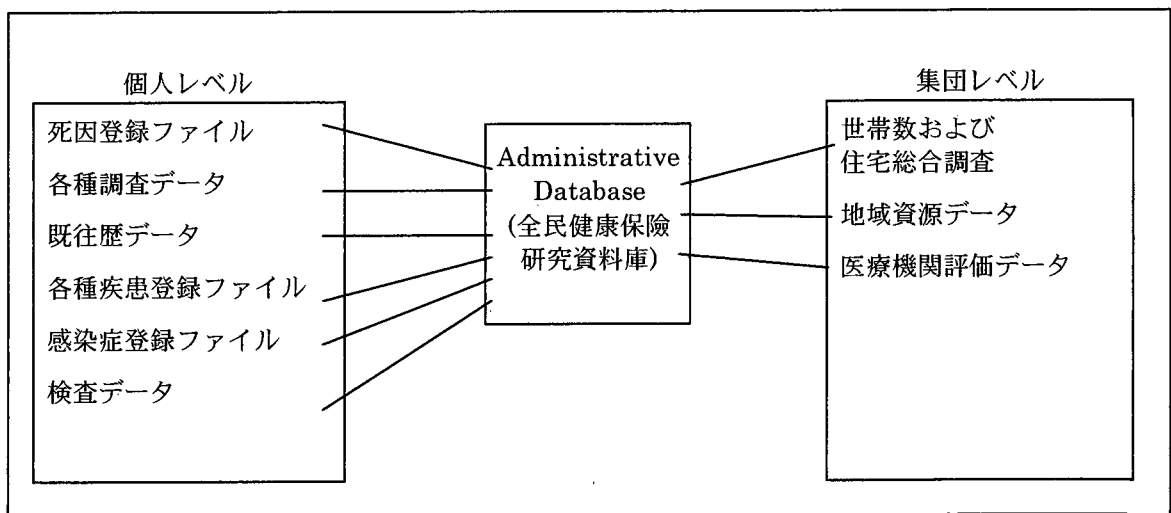 個人レベル
死因登録ファイル
各種調査データ
既往歴データ
各種疾患登録ファイル
感染症登録ファイル
検査データ
Administrative
Database
(全民健康保險
研究資料庫)
集団レベル
世帯数および
住宅総合調査
地域資源データ
医療機関評価データ